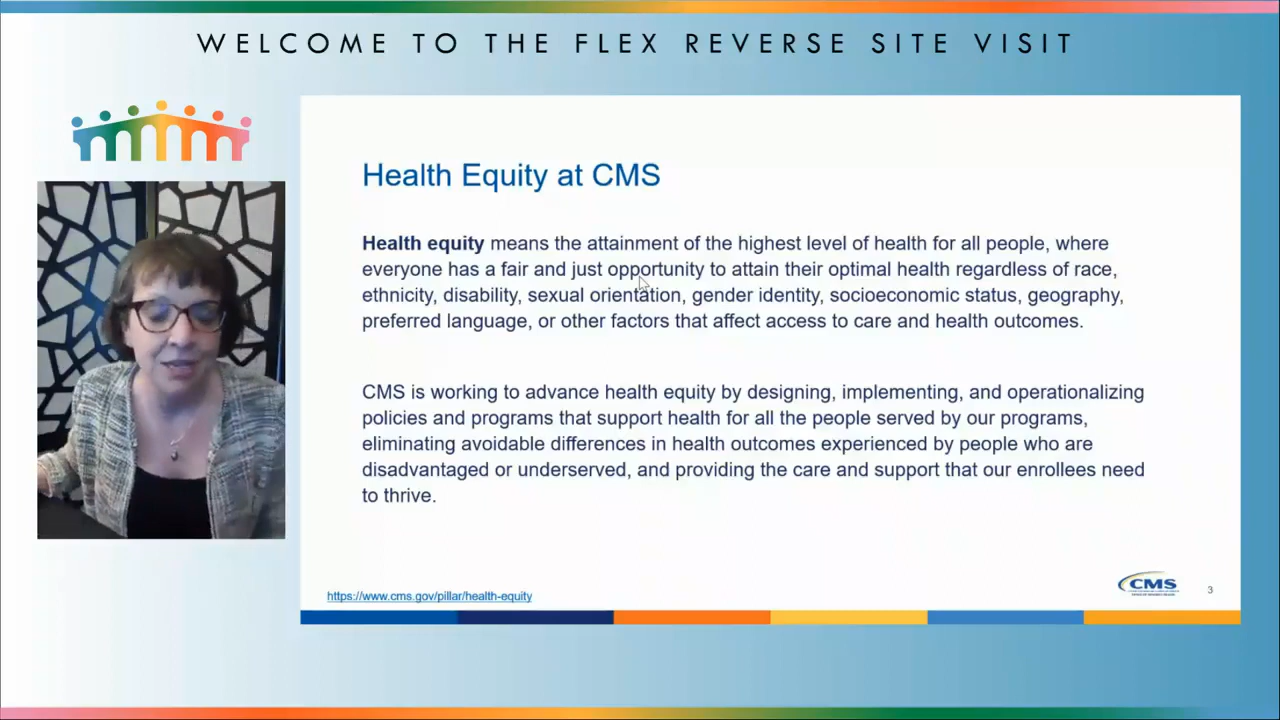 WELCOME TO THE FLEX REVERSE SITE VISIT
Health Equity at CMS
Health equity means the attainment of the highest level of health for all people, where
everyone has a fair and just opportunity to attain their optimal health regardless of race,
ethnicity, disability, sexual orientation, gender identity, socioeconomic status, geography,
preferred language, or other factors that affect access to care and health outcomes.
CMS is working to advance health equity by designing, implementing, and operationalizing
policies and programs that support health for all the people served by our programs,
eliminating avoidable differences in health outcomes experienced by people who are
disadvantaged or underserved, and providing the care and support that our enrollees need
to thrive.
https://www.cms.gov/pillar/health-equity
CMS
3